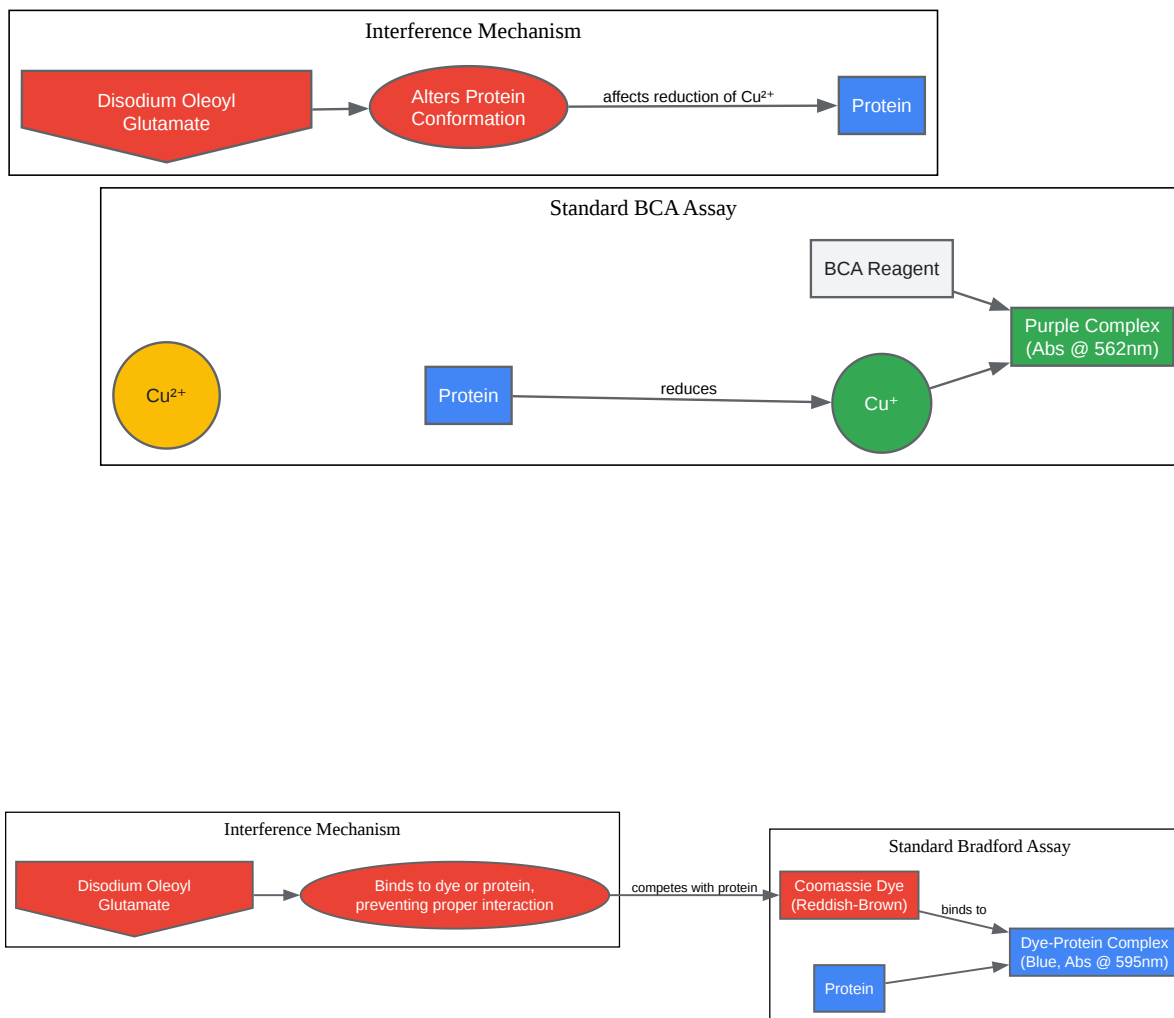 Interference Mechanism
Disodium Oleoyl
Glutamate
Alters Protein
Conformation
affects reduction of Cu²⁺
Protein
Standard BCA Assay
BCA Reagent
Purple Complex
(Abs @ 562nm)
Cu²⁺
Protein
reduces
Cu⁺
Interference Mechanism
Disodium Oleoyl
Glutamate
Binds to dye or protein,
preventing proper interaction
competes with protein
Standard Bradford Assay
Coomassie Dye
(Reddish-Brown)
binds to
Dye-Protein Complex
(Blue, Abs @ 595nm)
Protein